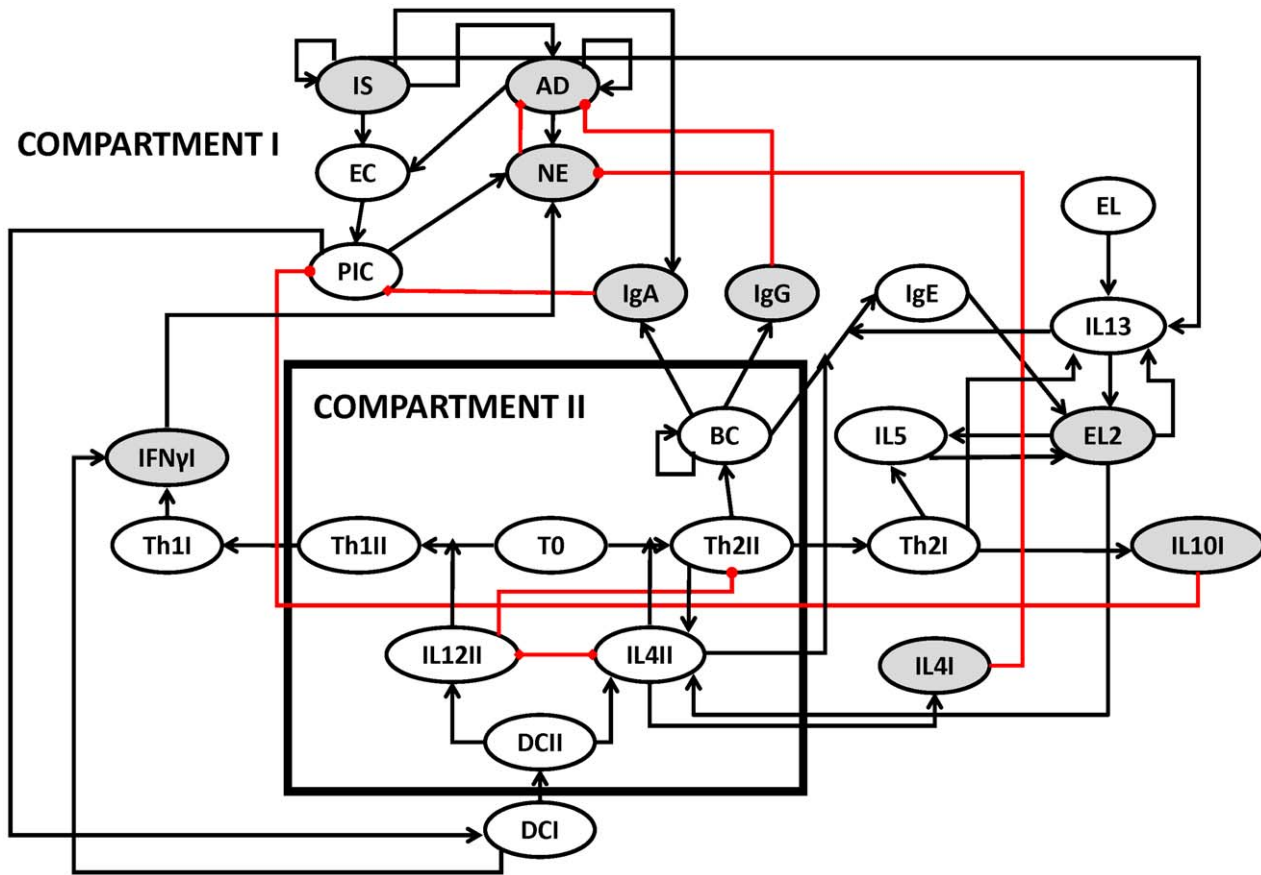 IS
AD
COMPARTMENT I
EC
NE
EL
PIC
IgA
IgG
IgE
IL13
COMPARTMENT II
BC
IL5
EL2
IFNγI
Th1I
Th1II
T0
Th2II
Th2I
IL10I
IL12II
IL4II
IL4I
DCII
DCI